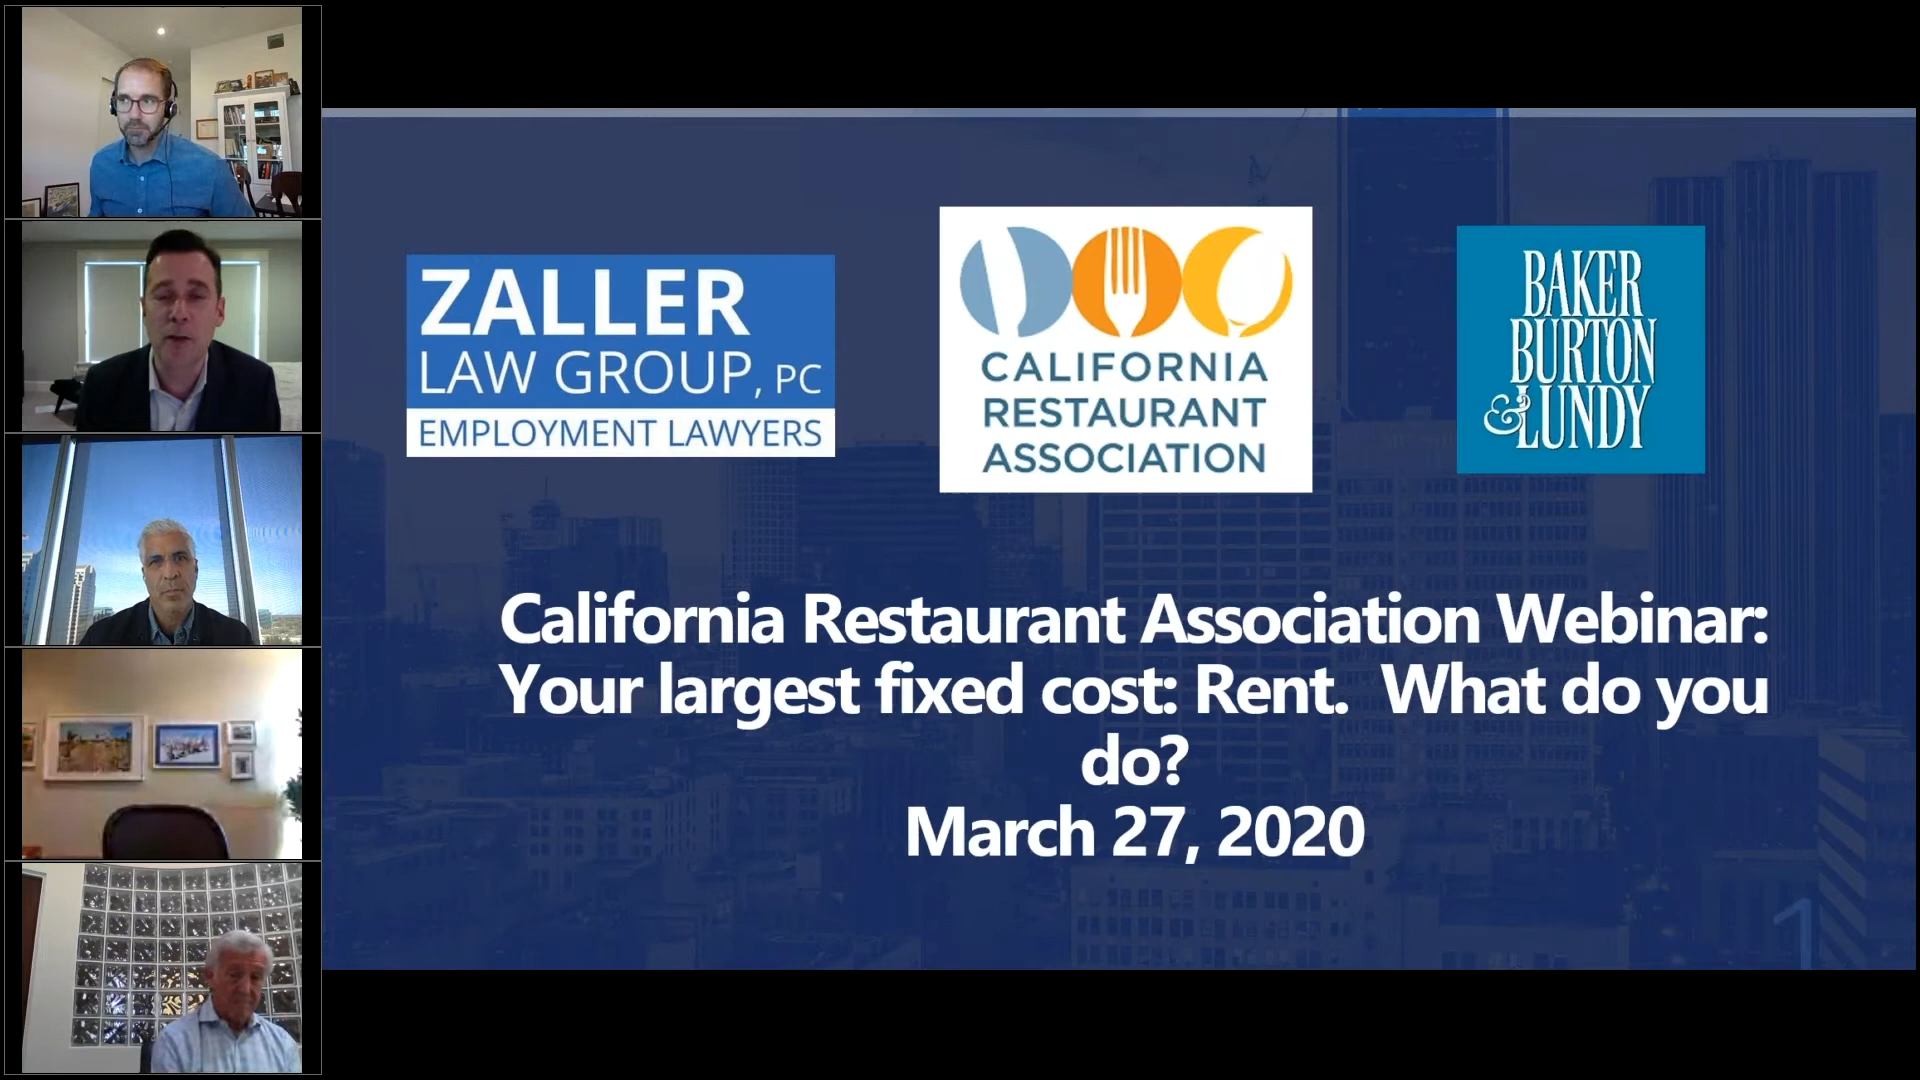 ZALLER
LAW GROUP, PC
EMPLOYMENT LAWYERS
CALIFORNIA
RESTAURANT
ASSOCIATION
BAKER
BURTON
& LUNDY
California Restaurant Association Webinar:
Your largest fixed cost: Rent.  What do you
do?
March 27, 2020
1